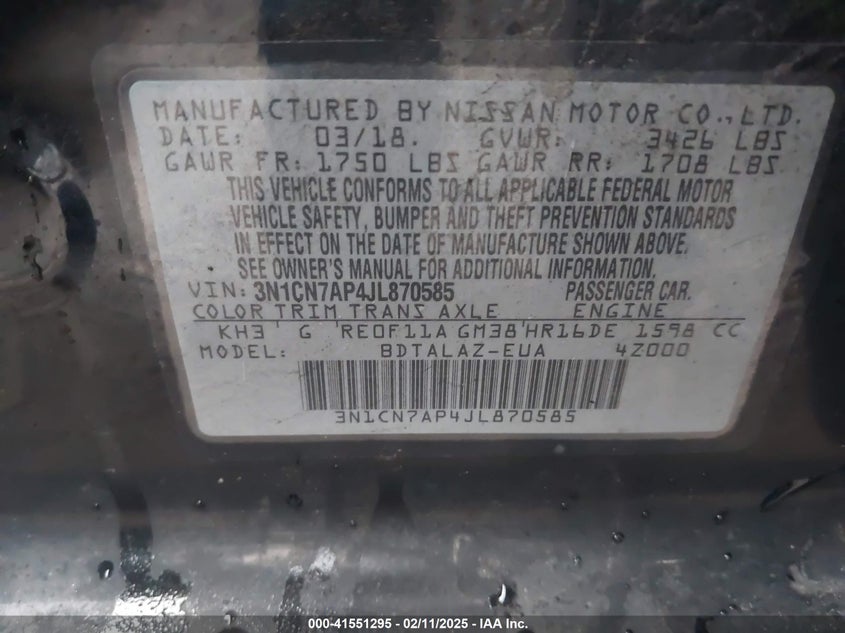 MANUFACTURED BY NISSAN MOTOR CO., LTD.
DATE: 03/18. GVWR: 3426 LBS
GAWR FR: 1750 LBS GAWR RR: 1708 LBS
THIS VEHICLE CONFORMS TO ALL APPLICABLE FEDERAL MOTOR
VEHICLE SAFETY, BUMPER AND THEFT PREVENTION STANDARDS
IN EFFECT ON THE DATE OF MANUFACTURE SHOWN ABOVE.
SEE OWNER'S MANUAL FOR ADDITIONAL INFORMATION.
VIN: 3N1CN7AP4JL870585 PASSENGER CAR.
COLOR TRIM TRANS AXLE ENGINE
KH3 G RE0F11A GM38 HR16DE 1598 CC
MODEL: BDTALAZ-EUA 4Z000
3N1CN7AP4JL870585
000-41551295 - 02/11/2025 - IAA, Inc.